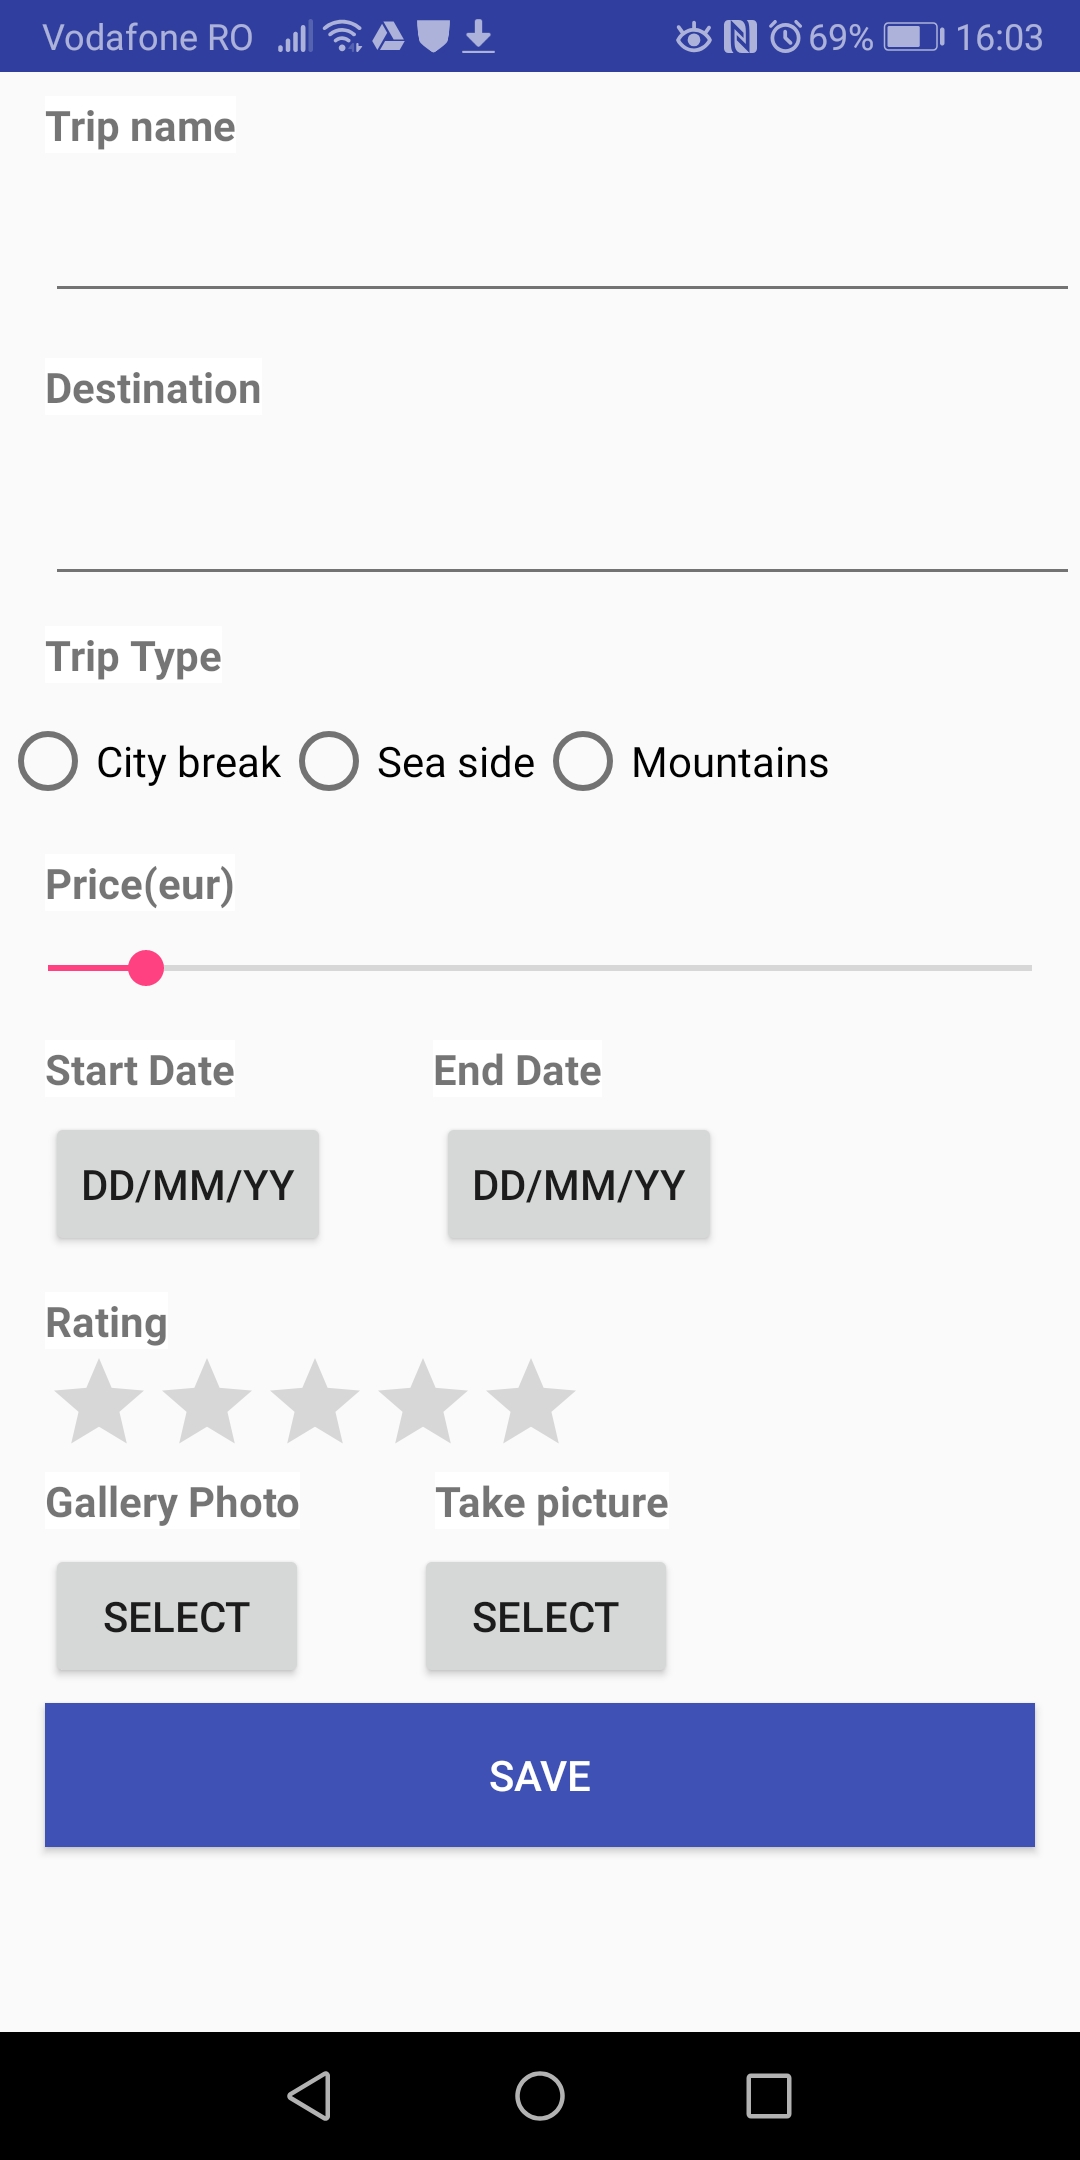 Vodafone RO 69% 16:03
Trip name
Destination
Trip Type
City break Sea side Mountains
Price(eur)
Start Date End Date
DD/MM/YY DD/MM/YY
Rating
Gallery Photo Take picture
SELECT SELECT
SAVE